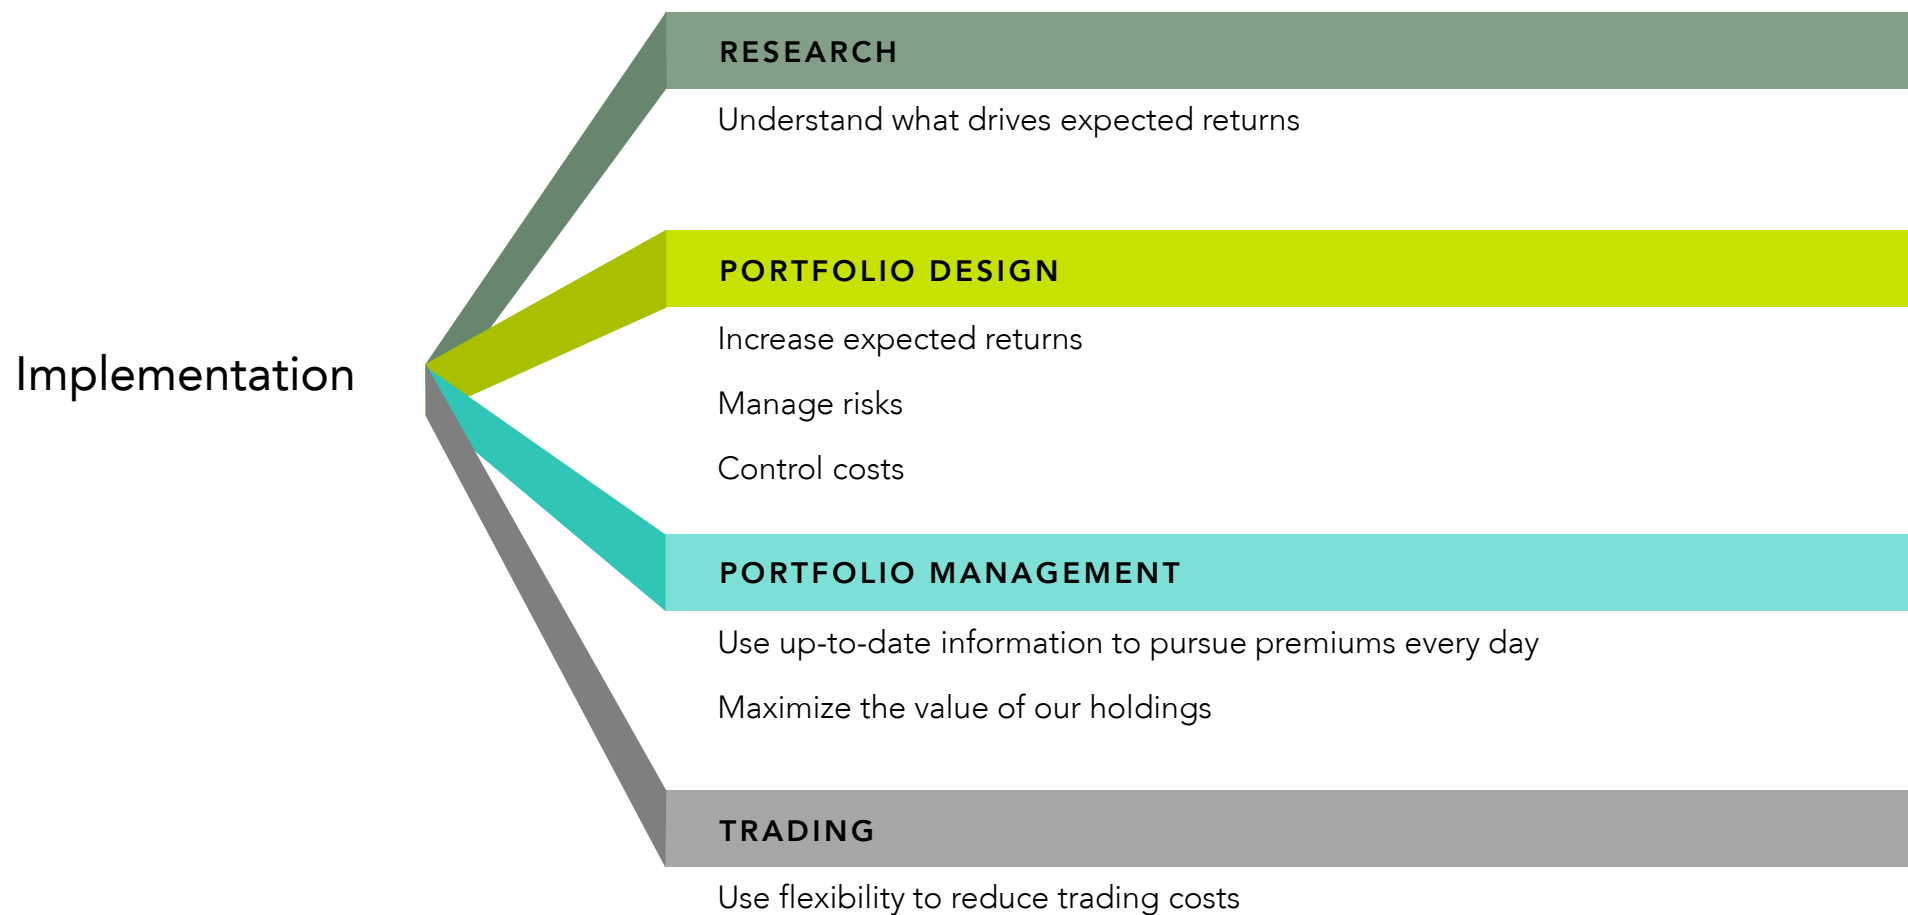 RESEARCH
Understand what drives expected returns
PORTFOLIO DESIGN
Increase expected returns
Manage risks
Control costs
Implementation
PORTFOLIO MANAGEMENT
Use up-to-date information to pursue premiums every day
Maximize the value of our holdings
TRADING
Use flexibility to reduce trading costs